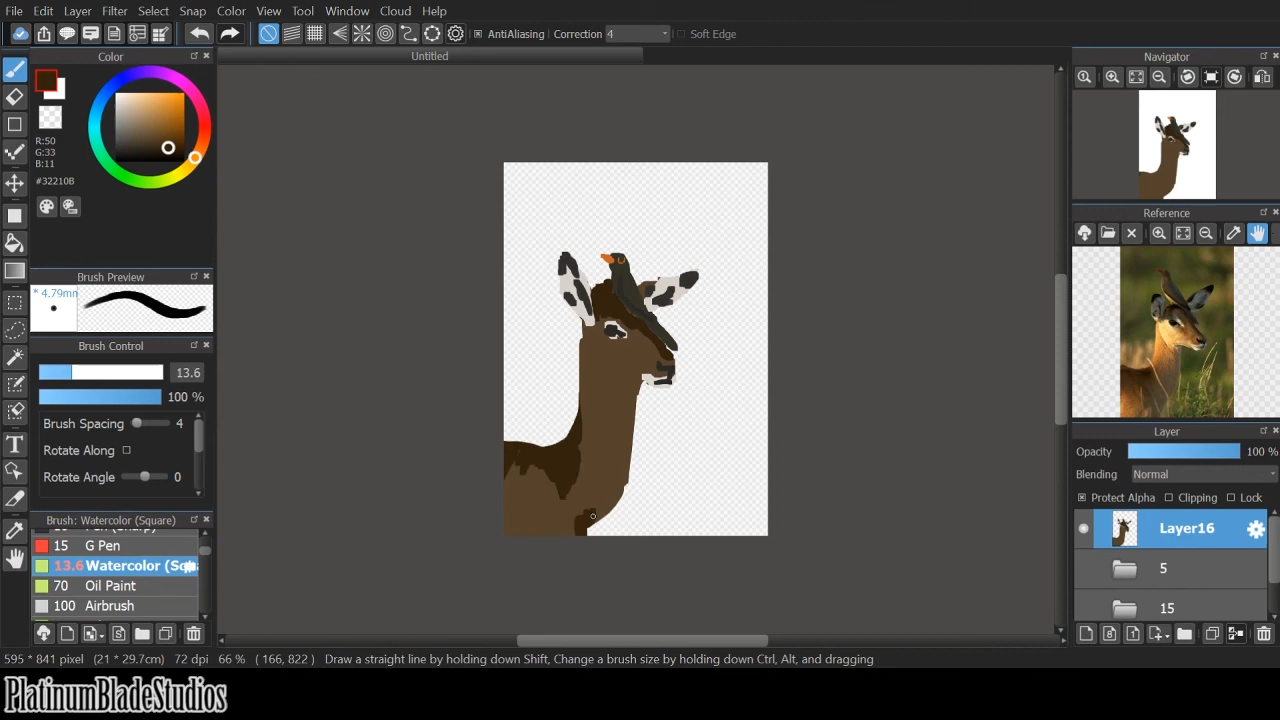 File Edit Layer Filter Select Snap Color View Tool Window Cloud Help
AntiAliasing Correction 4 Soft Edge
Color
Untitled
Navigator
R:50
G:33
B:11
#32210B
Reference
Brush Preview
* 4.79mm
Brush Control
13.6
100 %
Brush Spacing 4
Rotate Along
Rotate Angle 0
Layer
Opacity 100 %
Blending Normal
Protect Alpha Clipping Lock
Layer16
5
15
Brush: Watercolor (Square)
15 G Pen
13.6 Watercolor (Squa
70 Oil Paint
100 Airbrush
595 * 841 pixel (21 * 29.7cm) 72 dpi 66 % ( 166, 822 ) Draw a straight line by holding down Shift, Change a brush size by holding down Ctrl, Alt, and dragging
PlatinumBladeStudios